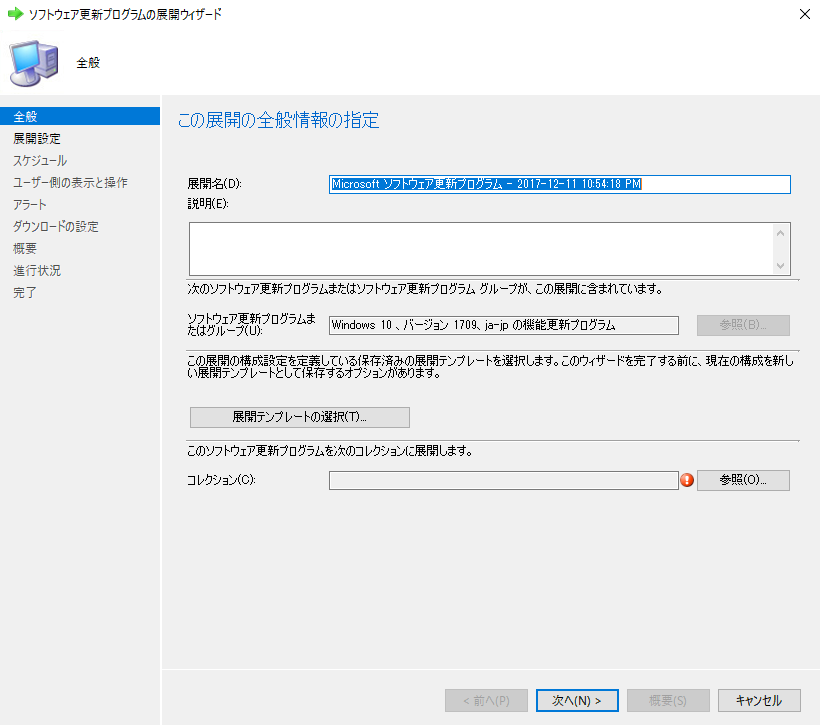 ソフトウェア更新プログラムの展開ウィザード
全般
全般
展開設定
スケジュール
ユーザー側の表示と操作
アラート
ダウンロードの設定
概要
進行状況
完了
この展開の全般情報の指定
展開名(D):
Microsoft ソフトウェア更新プログラム - 2017-12-11 10:54:18 PM
説明(E):
次のソフトウェア更新プログラムまたはソフトウェア更新プログラム グループが、この展開に含まれています。
ソフトウェア更新プログラムま
たはグループ(U):
Windows 10 、バージョン 1709、ja-jp の機能更新プログラム
参照(B)...
この展開の構成設定を定義している保存済みの展開テンプレートを選択します。このウィザードを完了する前に、現在の構成を新し
い展開テンプレートとして保存するオプションがあります。
展開テンプレートの選択(T)...
このソフトウェア更新プログラムを次のコレクションに展開します。
コレクション(C):
参照(O)...
< 前へ(P)
次へ(N) >
概要(S)
キャンセル